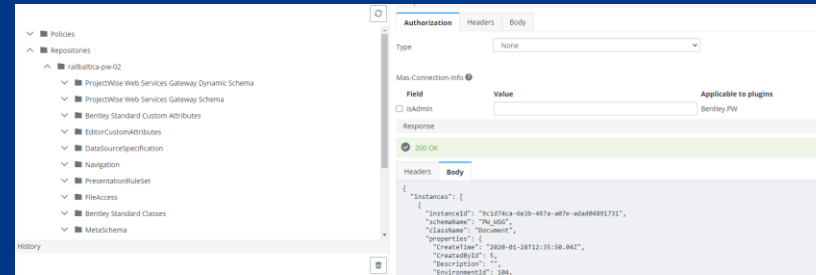 Policies
Repositories
railbaltica-pw-02
ProjectWise Web Services Gateway Dynamic Schema
ProjectWise Web Services Gateway Schema
Bentley Standard Custom Attributes
EditorCustomAttributes
DataSourceSpecification
Navigation
PresentationRuleSet
FileAccess
Bentley Standard Classes
MetaSchema
History
Authorization Headers Body
Type None
Mas-Connection-Info
Field Value Applicable to plugins
isAdmin Bentley.PW
Response
200 OK
Headers Body
{
"instances": [
{
"instanceId": "9c1d74ca-6e3b-467a-a07e-adad04891731",
"schemaName": "PW_WSG",
"className": "Document",
"properties": {
"CreateTime": "2020-01-28T12:35:50.04Z",
"CreatedById": 5,
"Description": "",
"EnvironmentId": 104,